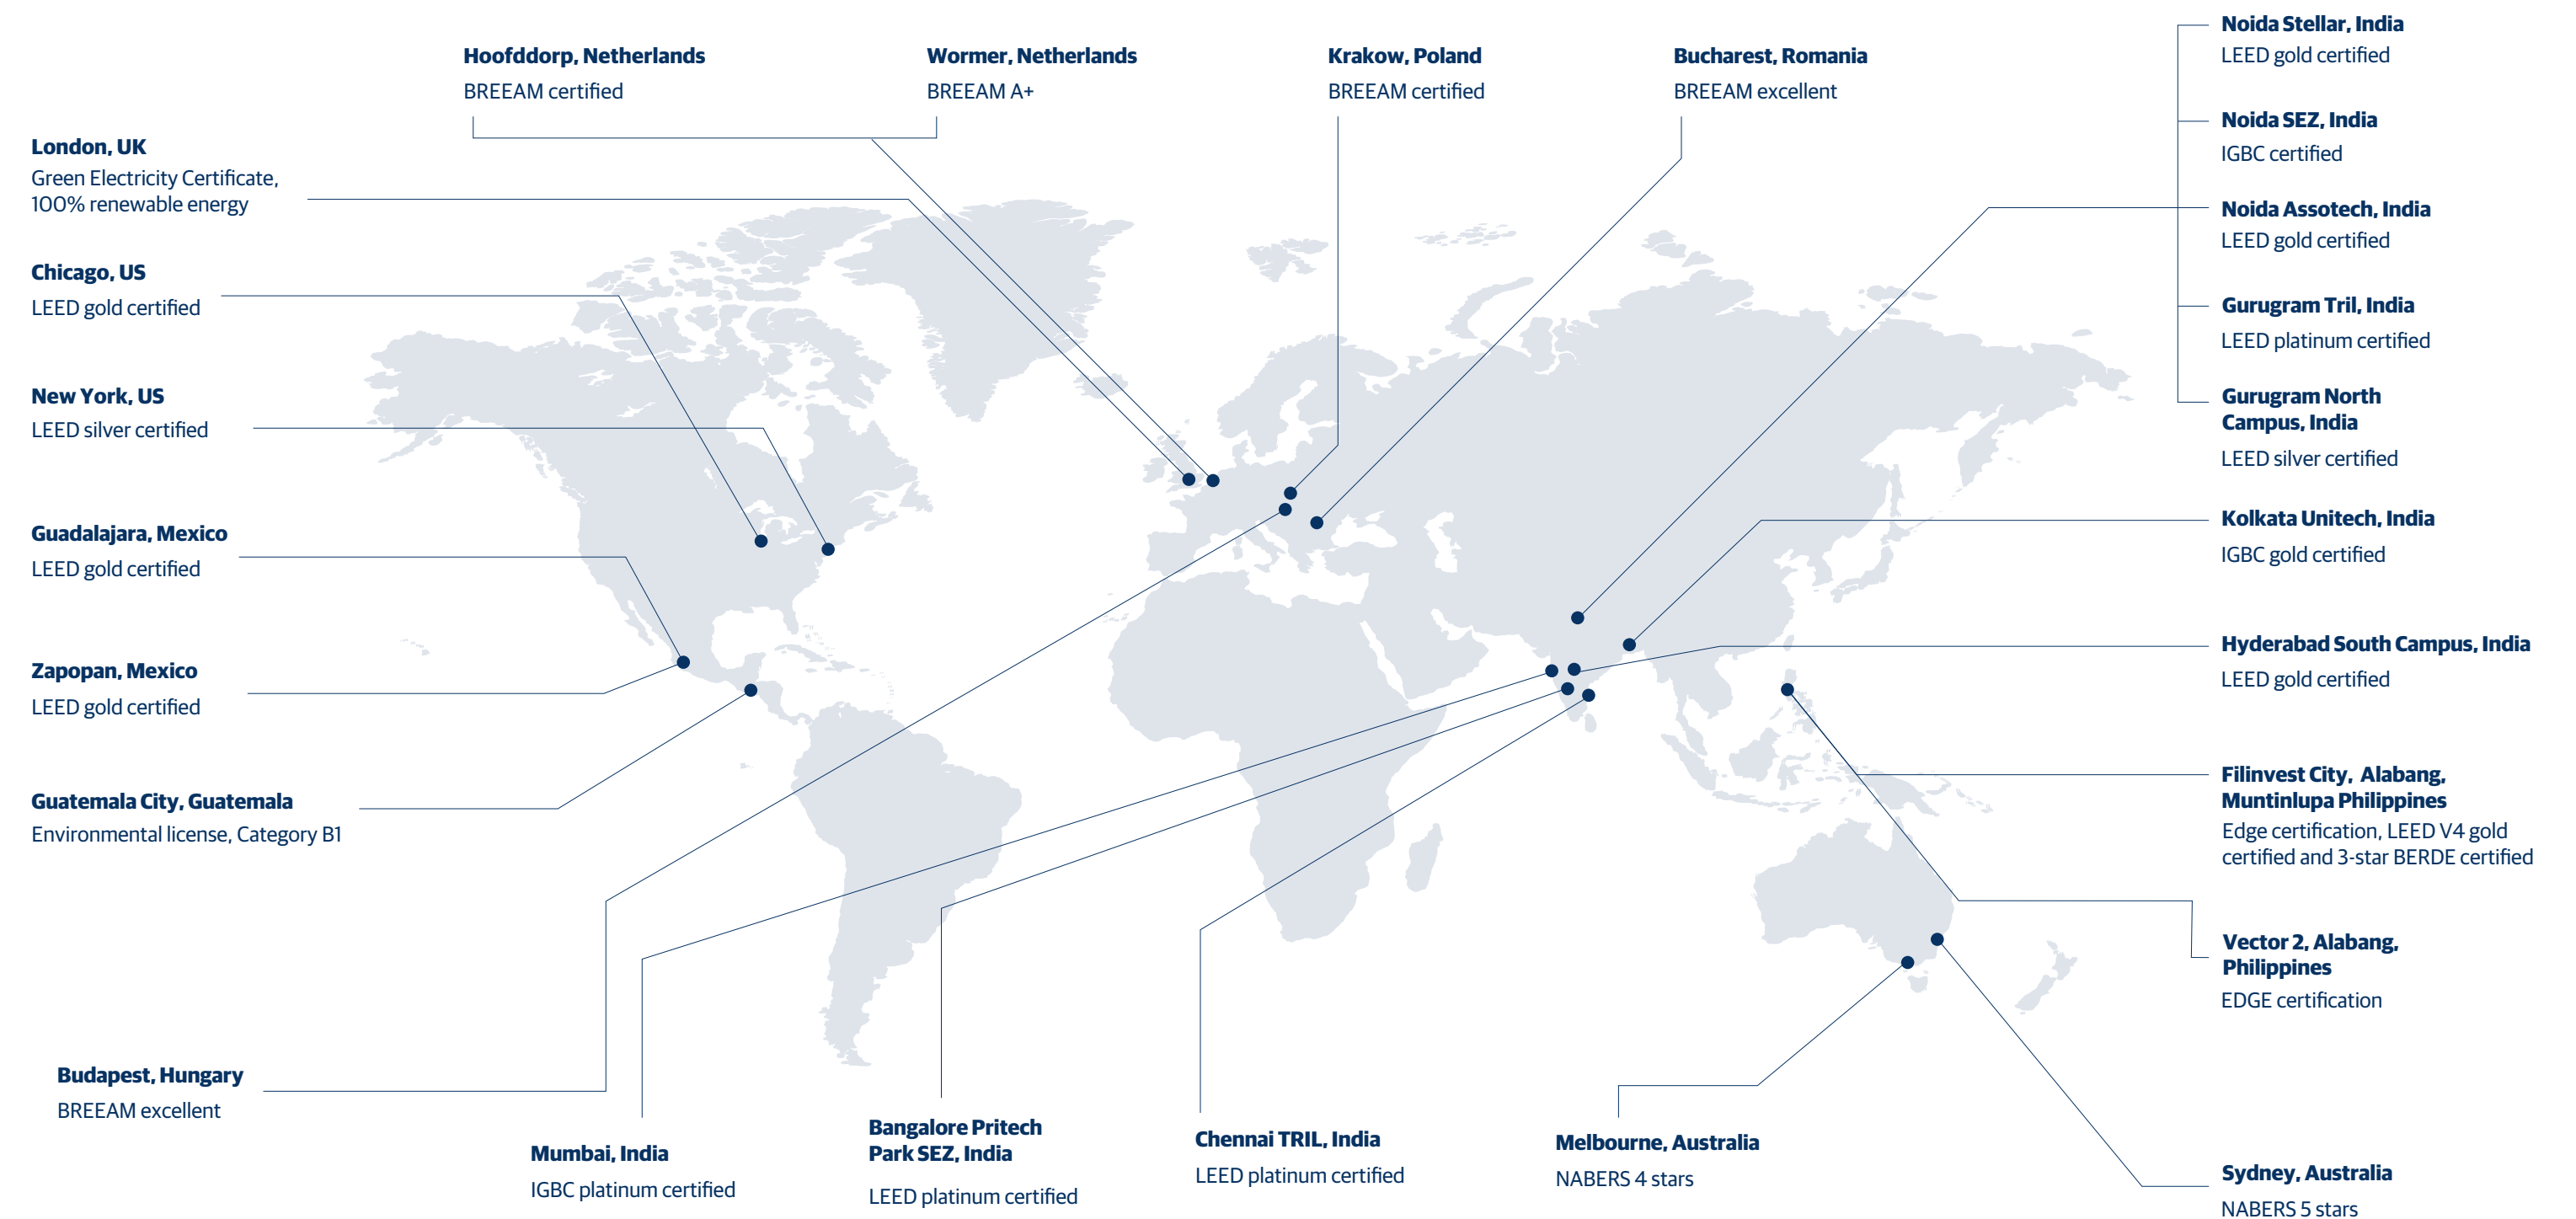 Hoofddorp, Netherlands
BREEAM certified
Wormer, Netherlands
BREEAM A+
Krakow, Poland
BREEAM certified
Bucharest, Romania
BREEAM excellent
London, UK
Green Electricity Certificate,
100% renewable energy
Chicago, US
LEED gold certified
New York, US
LEED silver certified
Guadalajara, Mexico
LEED gold certified
Zapopan, Mexico
LEED gold certified
Guatemala City, Guatemala
Environmental license, Category B1
Budapest, Hungary
BREEAM excellent
Mumbai, India
IGBC platinum certified
Bangalore Pritech
Park SEZ, India
LEED platinum certified
Chennai TRIL, India
LEED platinum certified
Melbourne, Australia
NABERS 4 stars
Noida Stellar, India
LEED gold certified
Noida SEZ, India
IGBC certified
Noida Assotech, India
LEED gold certified
Gurugram Tril, India
LEED platinum certified
Gurugram North
Campus, India
LEED silver certified
Kolkata Unitech, India
IGBC gold certified
Hyderabad South Campus, India
LEED gold certified
Filinvest City, Alabang,
Muntinlupa Philippines
Edge certification, LEED V4 gold
certified and 3-star BERDE certified
Vector 2, Alabang,
Philippines
EDGE certification
Sydney, Australia
NABERS 5 stars